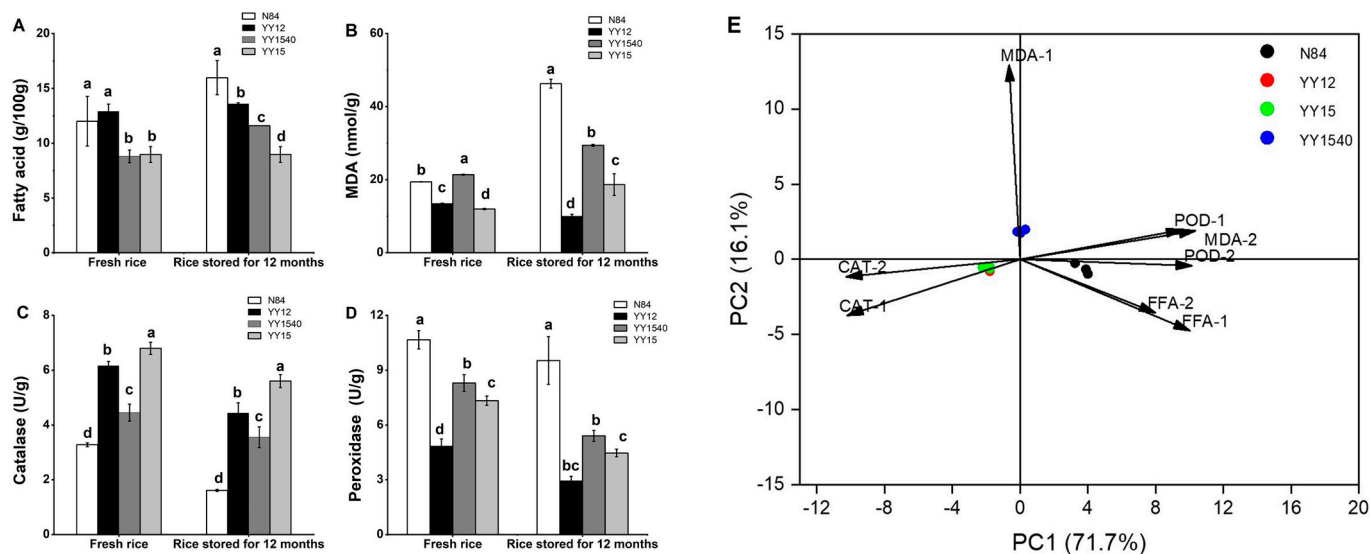 A
N84
YY12
YY1540
YY15
20
15
10
5
0
Fatty acid (g/100g)
a
a
b
b
a
b
c
d
Fresh rice
Rice stored for 12 months
B
N84
YY12
YY1540
YY15
60
40
20
0
MDA (nmol/g)
b
c
a
d
a
d
b
c
Fresh rice
Rice stored for 12 months
C
N84
YY12
YY1540
YY15
8
6
4
2
0
Catalase (U/g)
d
b
c
a
d
b
c
a
Fresh rice
Rice stored for 12 months
D
N84
YY12
YY1540
YY15
12
9
6
3
0
Peroxidase (U/g)
a
d
b
c
a
bc
b
c
Fresh rice
Rice stored for 12 months
E
N84
YY12
YY15
YY1540
15
10
5
0
-5
-10
-15
PC2 (16.1%)
MDA-1
POD-1
MDA-2
POD-2
CAT-2
CAT-1
FFA-2
FFA-1
-12 -8 -4 0 4 8 12 16 20
PC1 (71.7%)